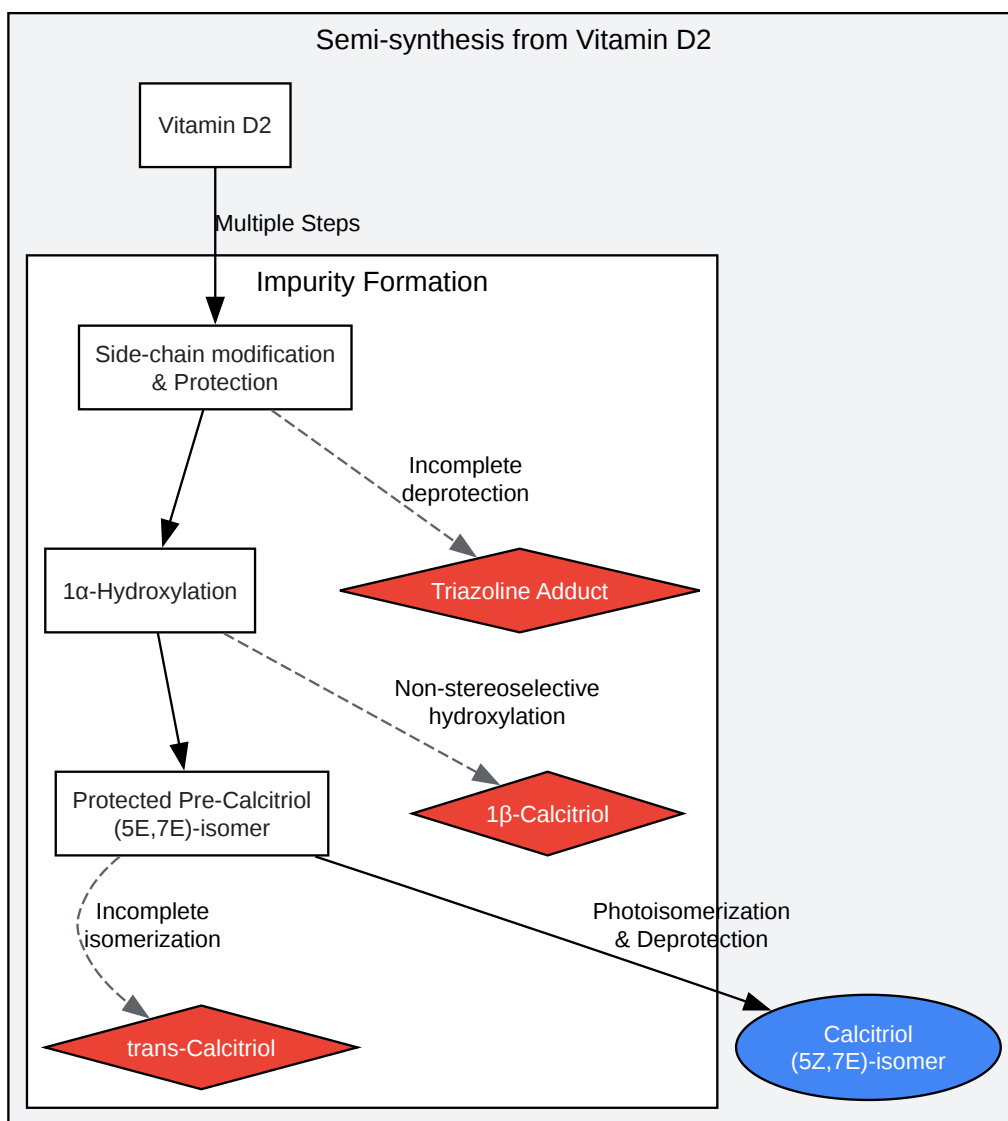 Semi-synthesis from Vitamin D2
Vitamin D2
Multiple Steps
Impurity Formation
Side-chain modification
& Protection
Incomplete
deprotection
1α-Hydroxylation
Triazoline Adduct
Non-stereoselective
hydroxylation
Protected Pre-Calcitriol
(5E,7E)-isomer
1β-Calcitriol
Incomplete
isomerization
Photoisomerization
& Deprotection
trans-Calcitriol
Calcitriol
(5Z,7E)-isomer